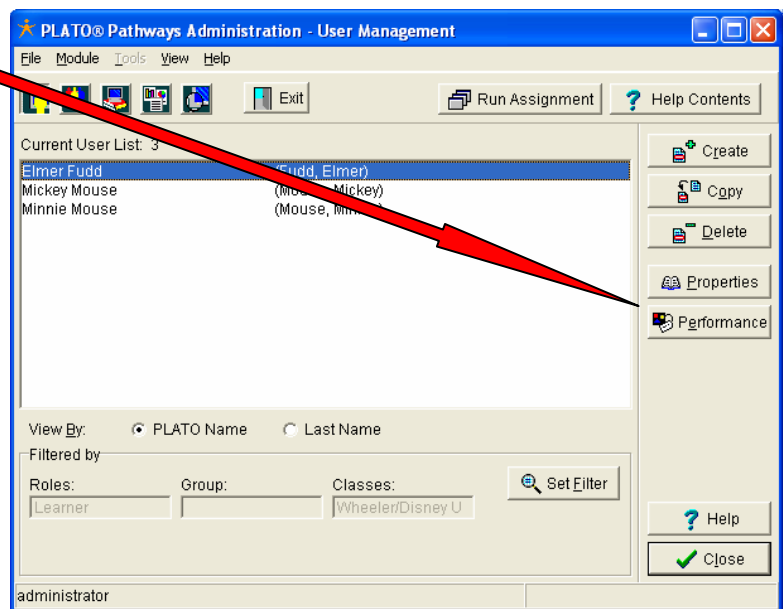 PLATO® Pathways Administration - User Management
File Module Tools View Help
Exit Run Assignment ? Help Contents
Current User List: 3
Elmer Fudd (Fudd, Elmer)
Mickey Mouse Mickey)
Minnie Mouse (Mouse,
View By: PLATO Name Last Name
Filtered by
Roles: Group: Classes:
Learner Wheeler/Disney U
Set Filter
Create
Copy
Delete
Properties
Performance
? Help
Close
administrator